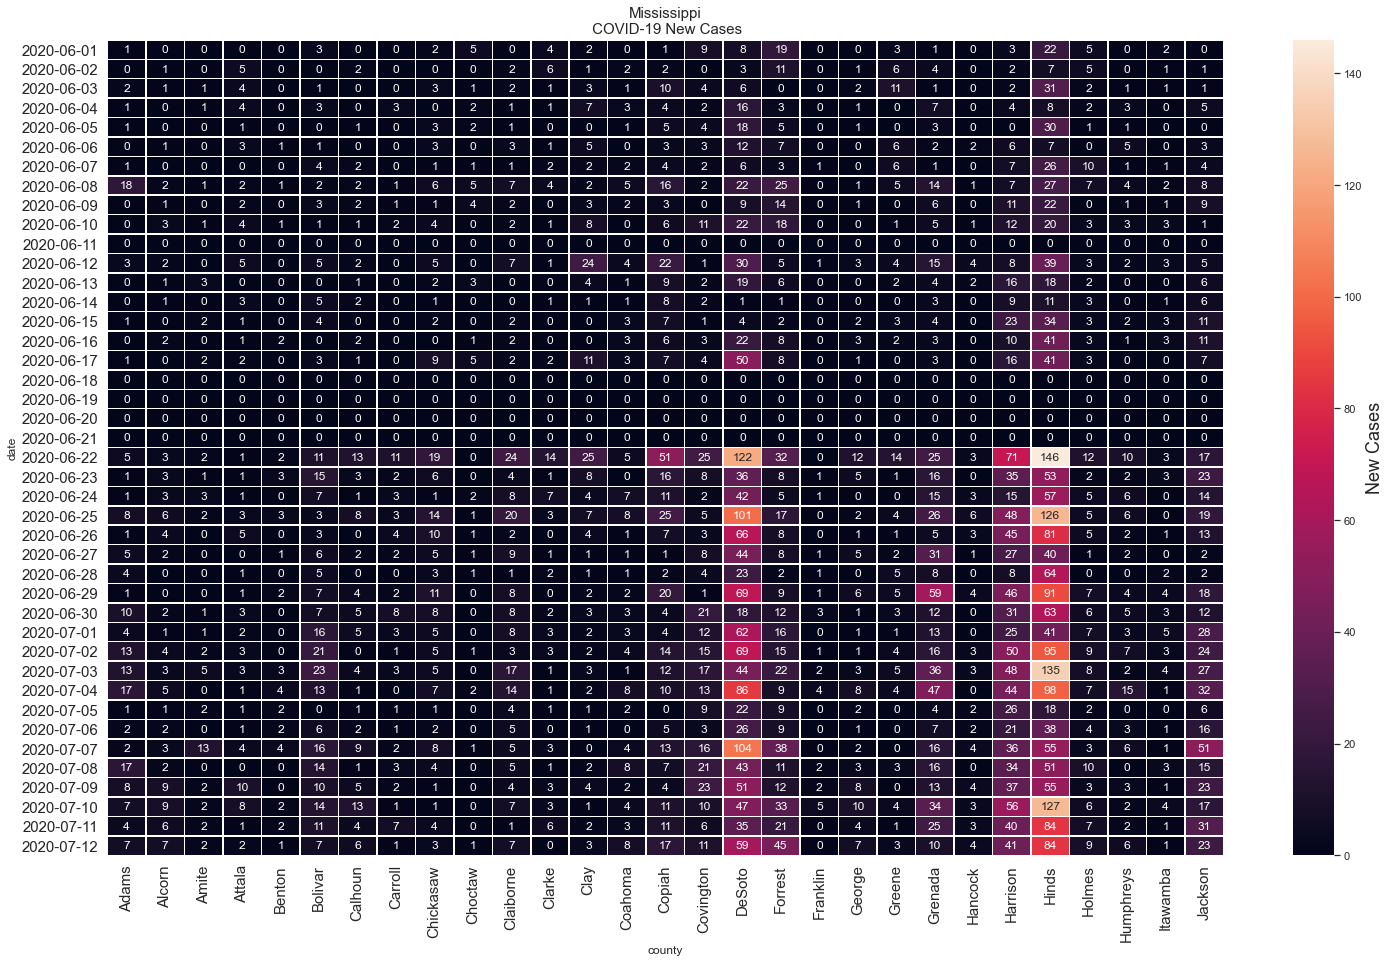 Mississippi
COVID-19 New Cases
2020-06-01 1 0 0 0 0 3 0 0 2 5 0 4 2 0 1 9 8 19 0 0 3 1 0 3 22 5 0 2 0
2020-06-02 0 1 0 5 0 0 2 0 0 0 2 6 1 2 2 0 3 11 0 1 6 4 0 2 7 5 0 1 1
2020-06-03 2 1 1 4 0 1 0 0 3 1 2 1 3 1 10 4 6 0 0 2 11 1 0 2 31 2 1 1 1
2020-06-04 1 0 1 4 0 3 0 3 0 2 1 1 7 3 4 2 16 3 0 1 0 7 0 4 8 2 3 0 5
2020-06-05 1 0 0 1 0 0 1 0 3 2 1 0 0 1 5 4 18 5 0 1 0 3 0 0 30 1 1 0 0
2020-06-06 0 1 0 3 1 1 0 0 3 0 3 1 5 0 3 3 12 7 0 0 6 2 2 6 7 0 5 0 3
2020-06-07 1 0 0 0 0 4 2 0 1 1 1 2 2 2 4 2 6 3 1 0 6 1 0 7 26 10 1 1 4
2020-06-08 18 2 1 2 1 2 2 1 6 5 7 4 2 5 16 2 22 25 0 1 5 14 1 7 27 7 4 2 8
2020-06-09 0 1 0 2 0 3 2 1 1 4 2 0 3 2 3 0 9 14 0 1 0 6 0 11 22 0 1 1 9
2020-06-10 0 3 1 4 1 1 1 2 4 0 2 1 8 0 6 11 22 18 0 0 1 5 1 12 20 3 3 3 1
2020-06-11 0 0 0 0 0 0 0 0 0 0 0 0 0 0 0 0 0 0 0 0 0 0 0 0 0 0 0 0 0
2020-06-12 3 2 0 5 0 5 2 0 5 0 7 1 24 4 22 1 30 5 1 3 4 15 4 8 39 3 2 3 5
2020-06-13 0 1 3 0 0 0 1 0 2 3 0 0 4 1 9 2 19 6 0 0 2 4 2 16 18 2 0 0 6
2020-06-14 0 1 0 3 0 5 2 0 1 0 0 1 1 1 8 2 1 1 0 0 0 3 0 9 11 3 0 1 6
2020-06-15 1 0 2 1 0 4 0 0 2 0 2 0 0 3 7 1 4 2 0 2 3 4 0 23 34 3 2 3 11
2020-06-16 0 2 0 1 2 0 2 0 0 1 2 0 0 3 6 3 22 8 0 3 2 3 0 10 41 3 1 3 11
2020-06-17 1 0 2 2 0 3 1 0 9 5 2 2 11 3 7 4 50 8 0 1 0 3 0 16 41 3 0 0 7
2020-06-18 0 0 0 0 0 0 0 0 0 0 0 0 0 0 0 0 0 0 0 0 0 0 0 0 0 0 0 0 0
2020-06-19 0 0 0 0 0 0 0 0 0 0 0 0 0 0 0 0 0 0 0 0 0 0 0 0 0 0 0 0 0
2020-06-20 0 0 0 0 0 0 0 0 0 0 0 0 0 0 0 0 0 0 0 0 0 0 0 0 0 0 0 0 0
2020-06-21 0 0 0 0 0 0 0 0 0 0 0 0 0 0 0 0 0 0 0 0 0 0 0 0 0 0 0 0 0
2020-06-22 5 3 2 1 2 11 13 11 19 0 24 14 25 5 51 25 122 32 0 12 14 25 3 71 146 12 10 3 17
2020-06-23 1 3 1 1 3 15 3 2 6 0 4 1 8 0 16 8 36 8 1 5 1 16 0 35 53 2 2 3 23
2020-06-24 1 3 3 1 0 7 1 3 1 2 8 7 4 7 11 2 42 5 1 0 0 15 3 15 57 5 6 0 14
2020-06-25 8 6 2 3 3 3 8 3 14 1 20 3 7 8 25 5 101 17 0 2 4 26 6 48 126 5 6 0 19
2020-06-26 1 4 0 5 0 3 0 4 10 1 2 0 4 1 7 3 66 8 0 1 1 5 3 45 81 5 2 1 13
2020-06-27 5 2 0 0 1 6 2 2 5 1 9 1 1 1 1 8 44 8 1 5 2 31 1 27 40 1 2 0 2
2020-06-28 4 0 0 1 0 5 0 0 3 1 1 2 1 1 2 4 23 2 1 0 5 8 0 8 64 0 0 2 2
2020-06-29 4 0 0 1 2 7 4 2 11 0 8 0 2 2 20 1 69 9 1 6 5 59 4 46 91 7 4 4 18
2020-06-30 10 2 1 3 0 7 5 8 8 0 8 2 3 3 4 21 18 12 3 1 3 12 0 31 63 6 5 3 12
2020-07-01 4 1 1 2 0 16 5 3 5 0 8 3 2 3 4 12 62 16 0 1 1 13 0 25 41 7 3 5 28
2020-07-02 13 4 2 3 0 21 0 1 5 1 3 3 2 4 14 15 69 15 1 1 4 16 3 50 95 9 7 3 24
2020-07-03 13 3 5 3 3 23 4 3 5 0 17 1 3 1 12 17 44 22 2 3 5 36 3 48 135 8 2 4 27
2020-07-04 17 5 0 1 4 13 1 0 7 2 14 1 2 8 10 13 86 9 4 8 4 47 0 44 98 7 15 1 32
2020-07-05 1 1 2 1 2 0 1 1 1 0 4 1 1 2 0 9 22 9 0 2 0 4 2 26 18 2 0 0 6
2020-07-06 2 2 0 1 2 6 2 1 2 0 5 0 1 0 5 3 26 9 0 1 0 7 2 21 38 4 3 1 16
2020-07-07 2 3 13 4 4 16 9 2 8 1 5 3 0 4 13 16 104 38 0 2 0 16 4 36 55 3 6 1 51
2020-07-08 17 2 0 0 0 14 1 3 4 0 5 1 2 8 7 21 43 11 2 3 3 16 0 34 51 10 0 3 15
2020-07-09 8 9 2 10 0 10 5 2 1 0 4 3 4 2 4 23 51 12 2 8 0 13 4 37 55 3 3 1 23
2020-07-10 7 9 2 8 2 14 13 1 1 0 7 3 1 4 11 10 47 33 5 10 4 34 3 56 127 6 2 4 17
2020-07-11 4 6 2 1 2 11 4 7 4 0 1 6 2 3 11 6 35 21 0 4 1 25 3 40 84 7 2 1 31
2020-07-12 7 7 2 2 1 7 6 1 3 1 7 0 3 8 17 11 59 45 0 7 3 10 4 41 84 9 6 1 23
date
Adams Alcorn Amite Attala Benton Bolivar Calhoun Carroll Chickasaw Choctaw Claiborne Clarke Clay Coahoma Copiah Covington DeSoto Forrest Franklin George Greene Grenada Hancock Harrison Hinds Holmes Humphreys Itawamba Jackson
county
140
120
100
80
60
40
20
0
New Cases